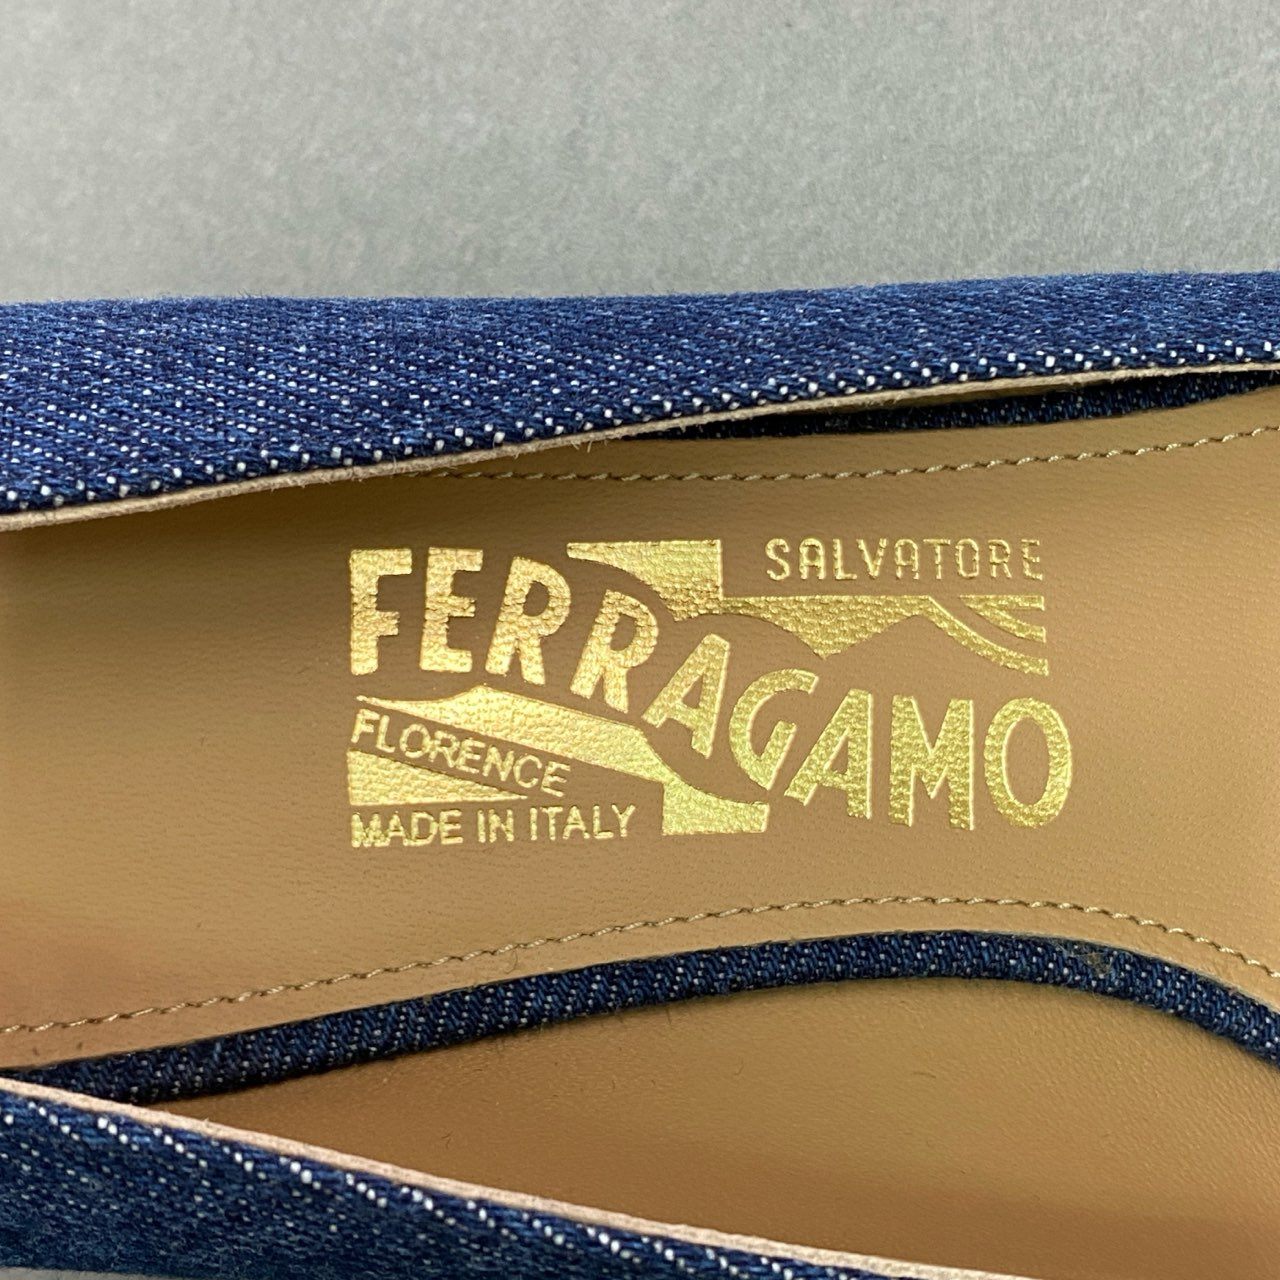 SALVATORE
FERRAGAMO
FLORENCE
MADE IN ITALY